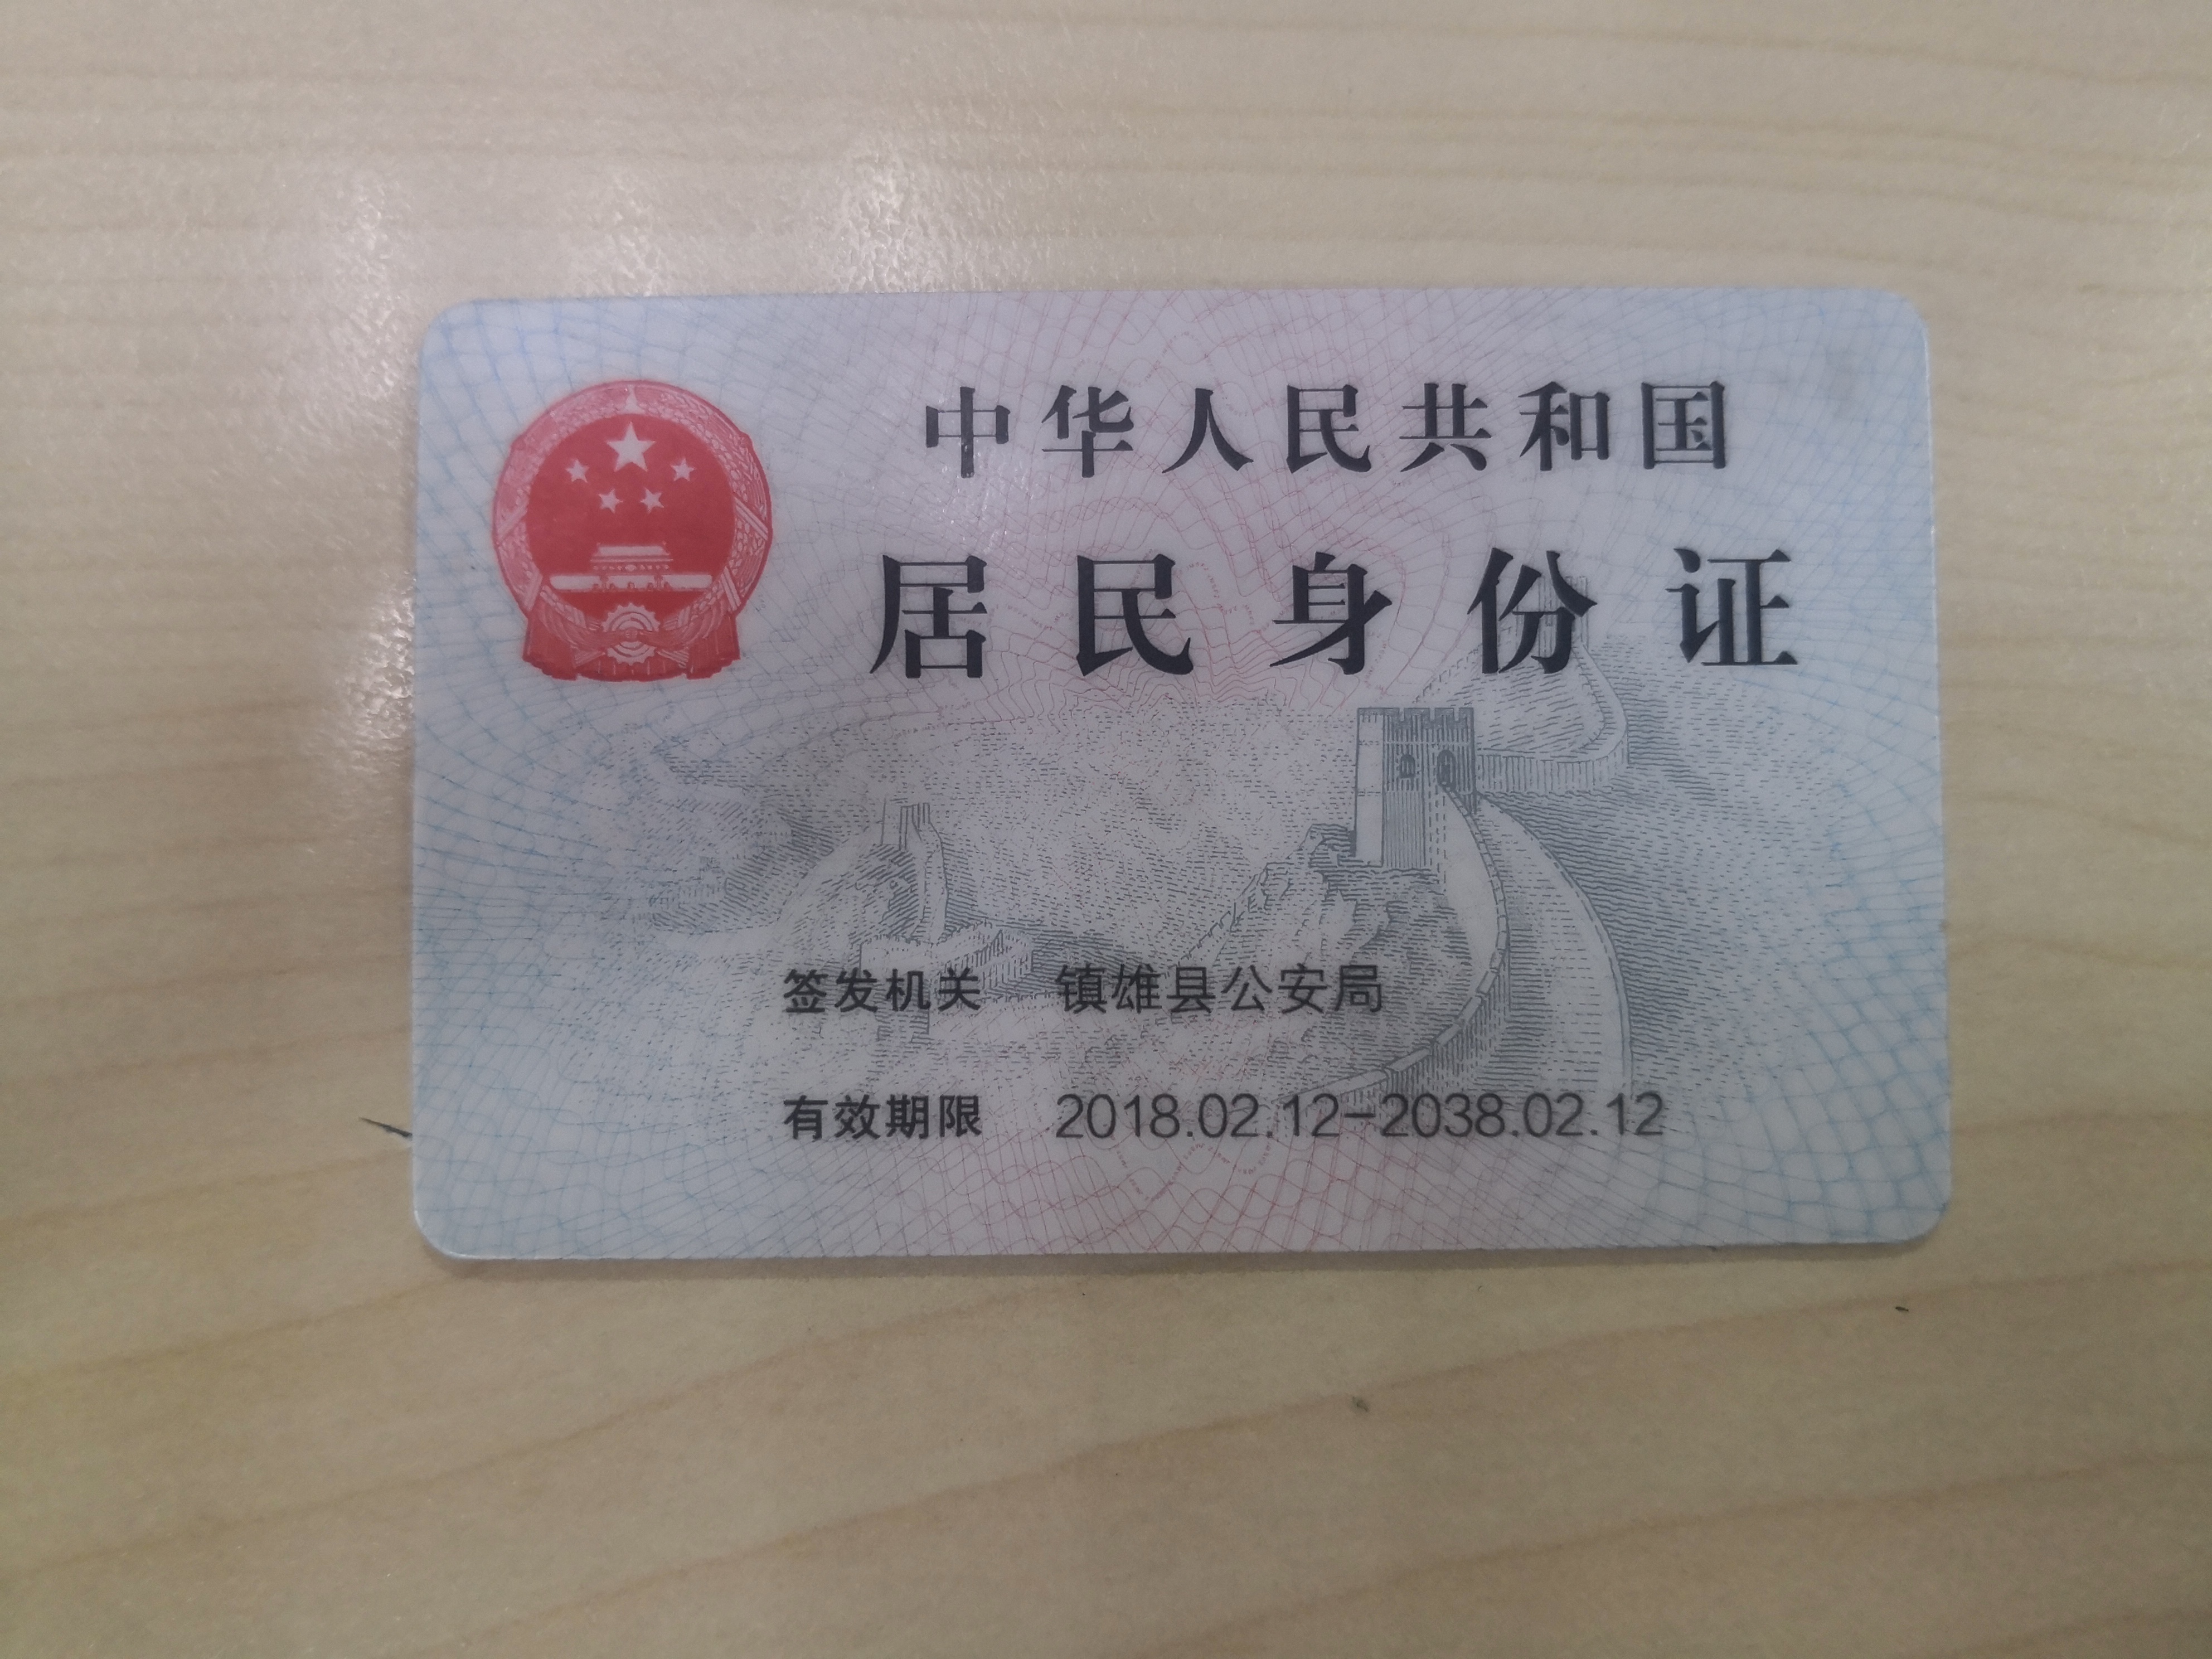 中华人民共和国
居民身份证
签发机关 镇雄县公安局
有效期限 2018.02.12-2038.02.12